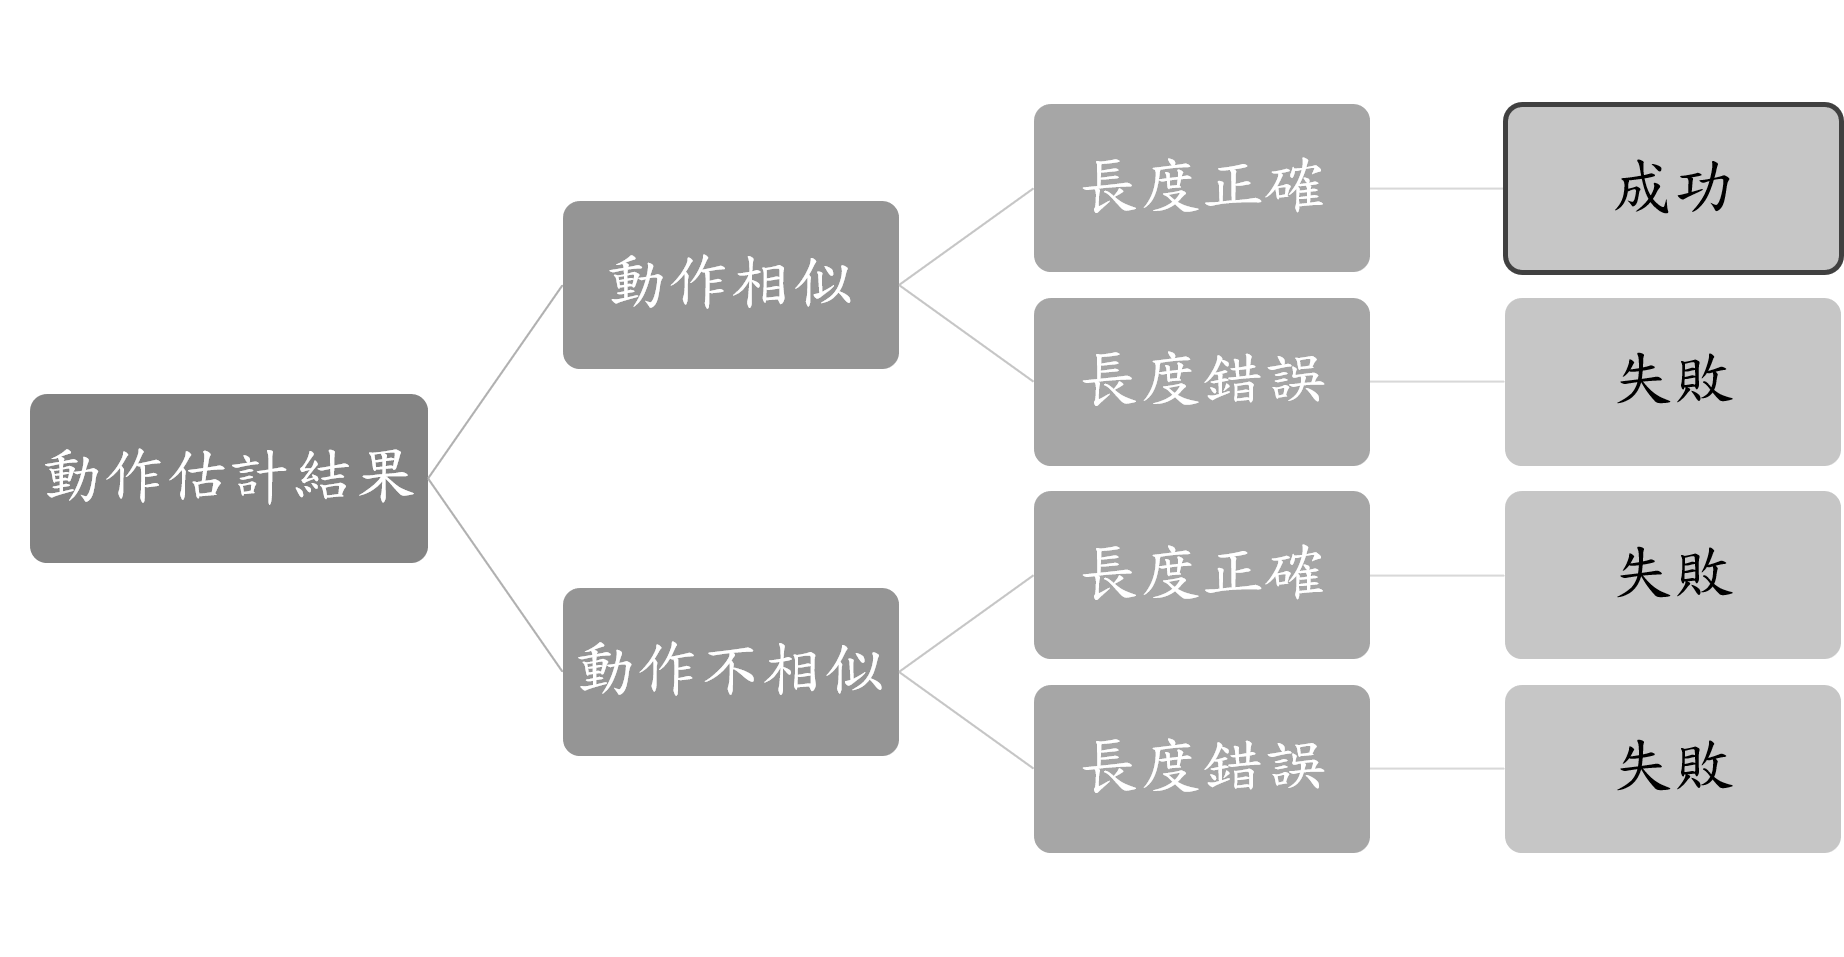 動作估計結果
動作相似
長度正確
成功
長度錯誤
失敗
動作不相似
長度正確
失敗
長度錯誤
失敗